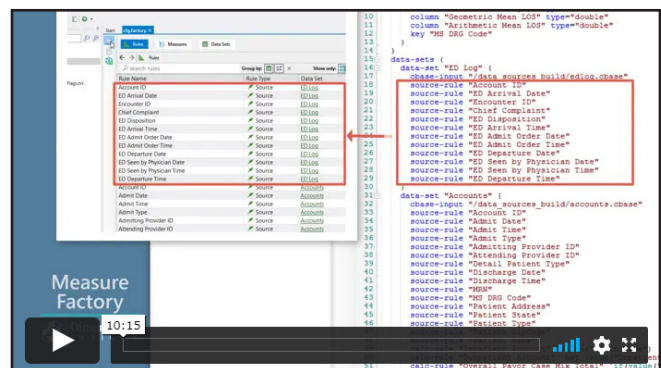 Start
cfg.factory ×
Rules
Measures
Data Sets
Rules
search rules
Group by:
Show only:
Rule Name Rule Type Data Set
Account ID Source ED Log
ED Arrival Date Source ED Log
Encounter ID Source ED Log
Chief Complaint Source ED Log
ED Disposition Source ED Log
ED Arrival Time Source ED Log
ED Admit Order Date Source ED Log
ED Admit Order Time Source ED Log
ED Departure Date Source ED Log
ED Seen by Physician Date Source ED Log
ED Seen by Physician Time Source ED Log
ED Departure Time Source ED Log
Account ID Source Accounts
Admit Date Source Accounts
Admit Time Source Accounts
Admit Type Source Accounts
Admitting Provider ID Source Accounts
Attending Provider ID Source Accounts
Measure
Factory
10:15
10 column "Geometric Mean LOS" type="double"
11 column "Arithmetic Mean LOS" type="double"
12 key "MS DRG Code"
13 }
14 }
15 data-sets {
16 data-set "ED Log" {
17 cbase-input "/data_sources_build/edlog.cbase"
18 source-rule "Account ID"
19 source-rule "ED Arrival Date"
20 source-rule "Encounter ID"
21 source-rule "Chief Complaint"
22 source-rule "ED Disposition"
23 source-rule "ED Arrival Time"
24 source-rule "ED Admit Order Date"
25 source-rule "ED Admit Order Time"
26 source-rule "ED Departure Date"
27 source-rule "ED Seen by Physician Date"
28 source-rule "ED Seen by Physician Time"
29 source-rule "ED Departure Time"
30 }
31 data-set "Accounts" {
32 cbase-input "/data_sources_build/accounts.cbase"
33 source-rule "Account ID"
34 source-rule "Admit Date"
35 source-rule "Admit Time"
36 source-rule "Admit Type"
37 source-rule "Admitting Provider ID"
38 source-rule "Attending Provider ID"
39 source-rule "Detail Patient Type"
40 source-rule "Discharge Date"
41 source-rule "Discharge Time"
42 source-rule "MRN"
43 source-rule "MS DRG Code"
44 source-rule "Patient Address"
45 source-rule "Patient State"
46 source-rule "Patient Type"
51 calc-rule "Overall Payor Case Mix Total"